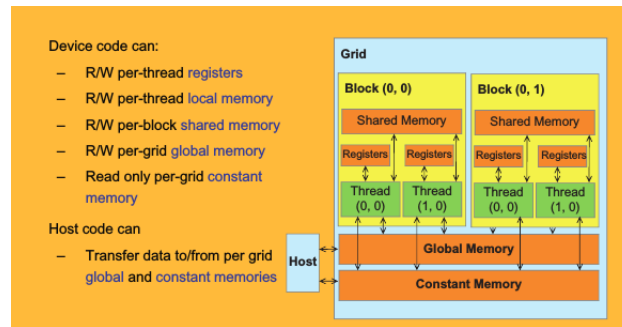 Device code can:
– R/W per-thread registers
– R/W per-thread local memory
– R/W per-block shared memory
– R/W per-grid global memory
– Read only per-grid constant
memory
Host code can
– Transfer data to/from per grid
global and constant memories
Grid
Block (0, 0)
Block (0, 1)
Shared Memory
Shared Memory
Registers
Registers
Registers
Registers
Thread
(0, 0)
Thread
(1, 0)
Thread
(0, 0)
Thread
(1, 0)
Host
Global Memory
Constant Memory